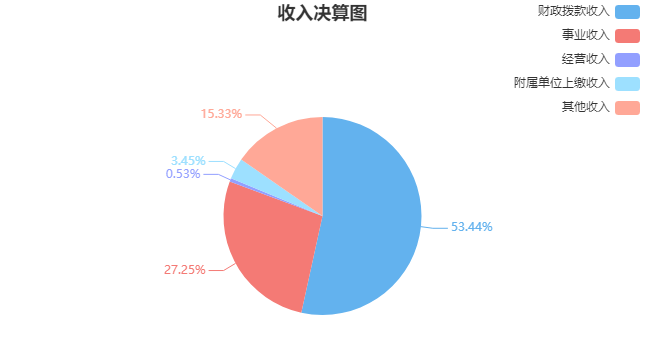 收入决算图
财政拨款收入
事业收入
经营收入
附属单位上缴收入
其他收入
15.33%
3.45%
0.53%
53.44%
27.25%